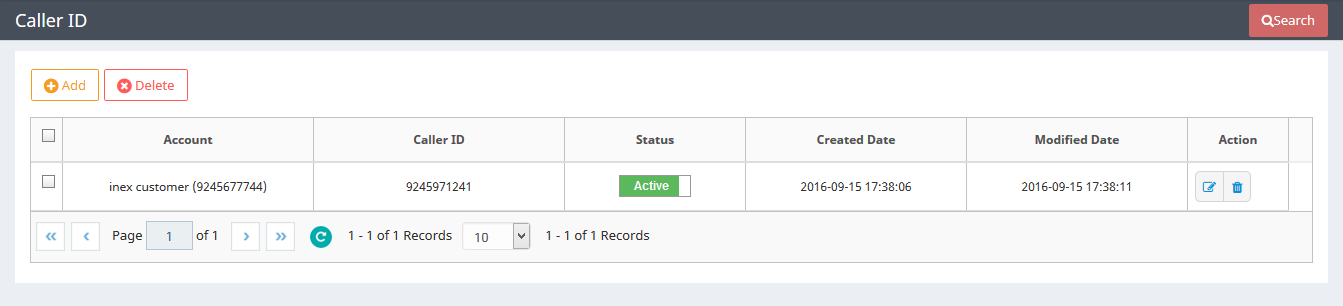 Caller ID Search
Add Delete
Account Caller ID Status Created Date Modified Date Action
inex customer (9245677744) 9245971241 Active 2016-09-15 17:38:06 2016-09-15 17:38:11
Page 1 of 1 1 - 1 of 1 Records 10 1 - 1 of 1 Records